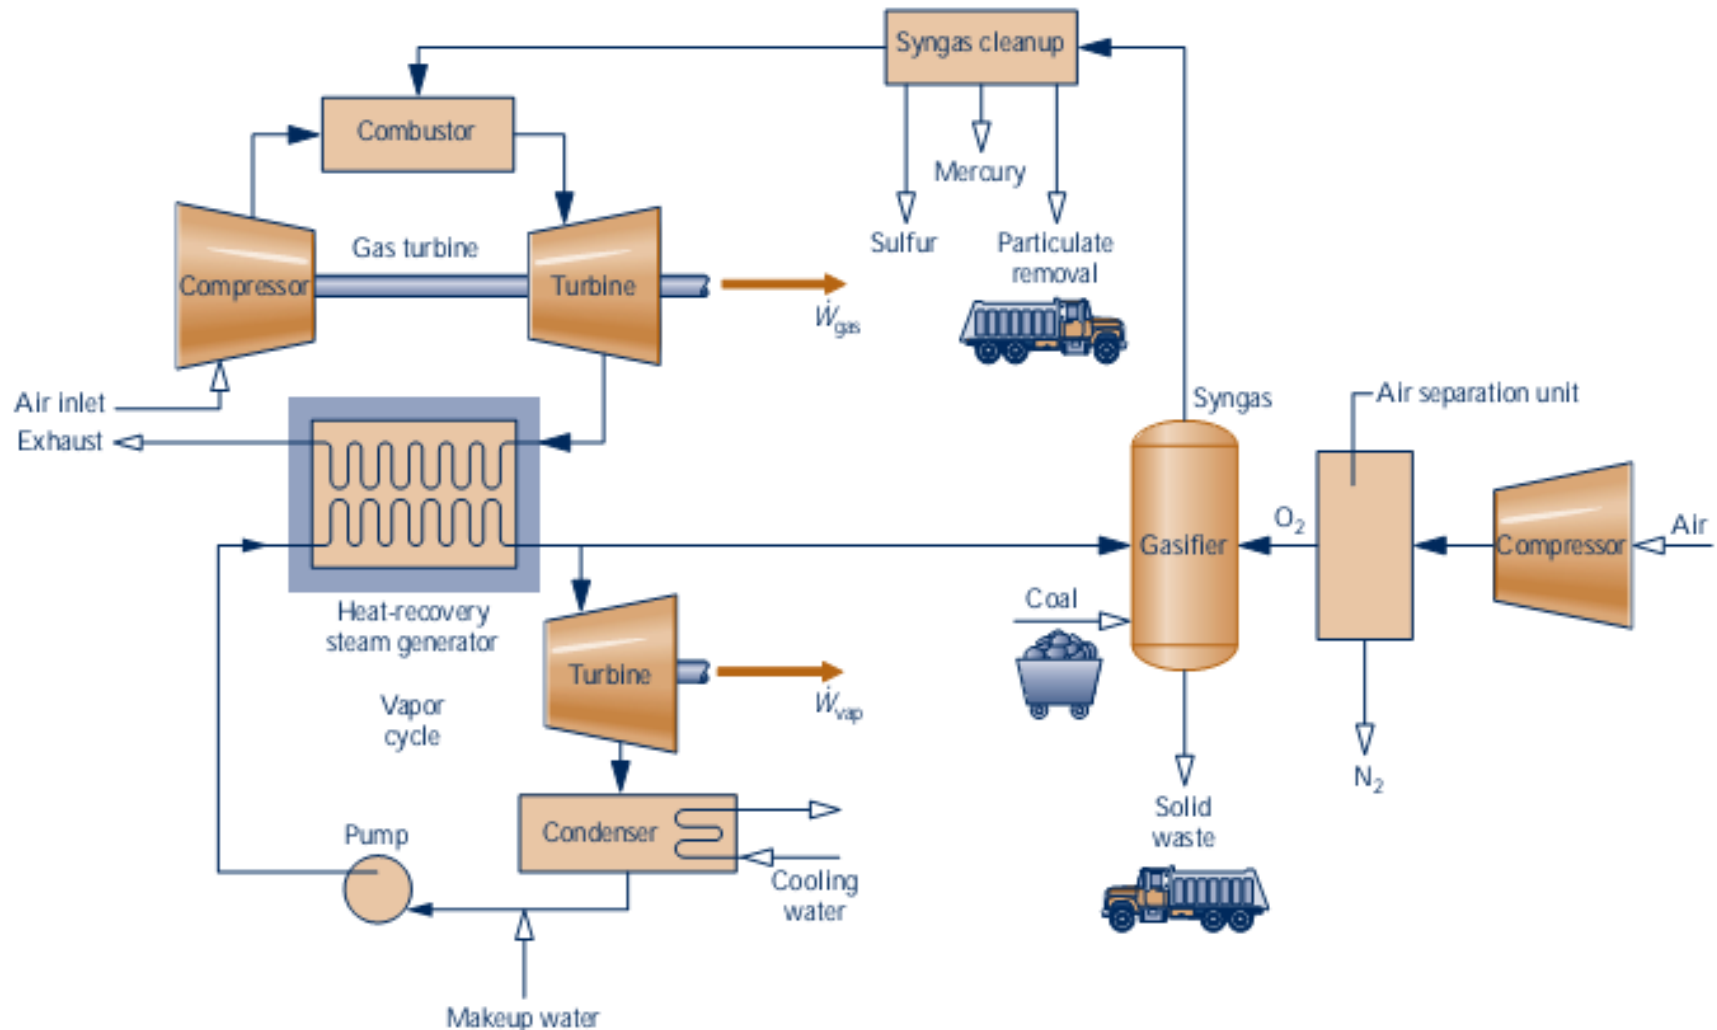 Syngas cleanup
Combustor
Mercury
Sulfur
Particulate
removal
Gas turbine
Compressor
Turbine
Ẇgas
Air inlet
Exhaust
Syngas
Air separation unit
O2
Air
Gasifier
Compressor
Coal
Heat-recovery
steam generator
Turbine
Ẇvap
Vapor
cycle
N2
Solid
waste
Pump
Condenser
Cooling
water
Makeup water